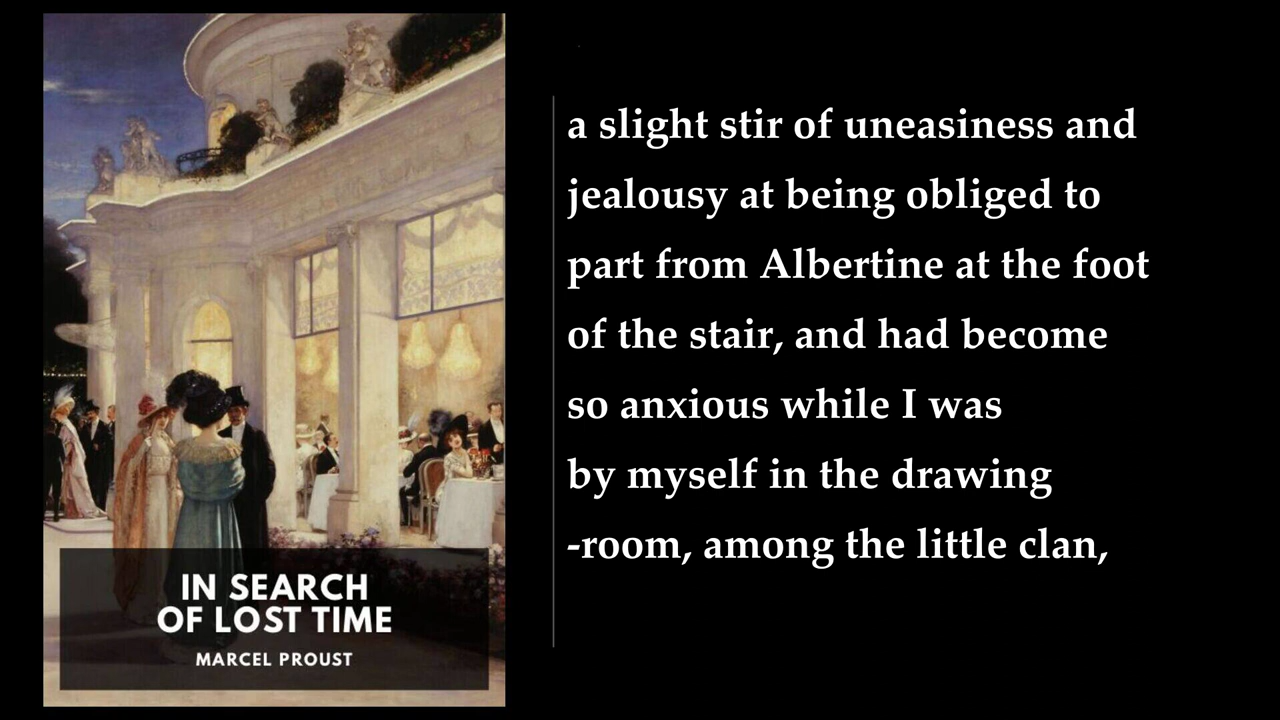 IN SEARCH
OF LOST TIME
MARCEL PROUST
a slight stir of uneasiness and
jealousy at being obliged to
part from Albertine at the foot
of the stair, and had become
so anxious while I was
by myself in the drawing
-room, among the little clan,